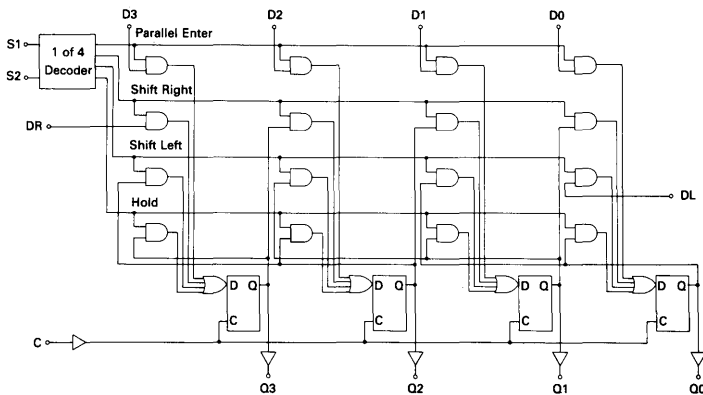 D3 D2 D1 D0
Parallel Enter
S1
1 of 4
Decoder
S2
Shift Right
DR
Shift Left
DL
Hold
D Q D Q D Q D Q
C C C C
C
Q3 Q2 Q1 Q0